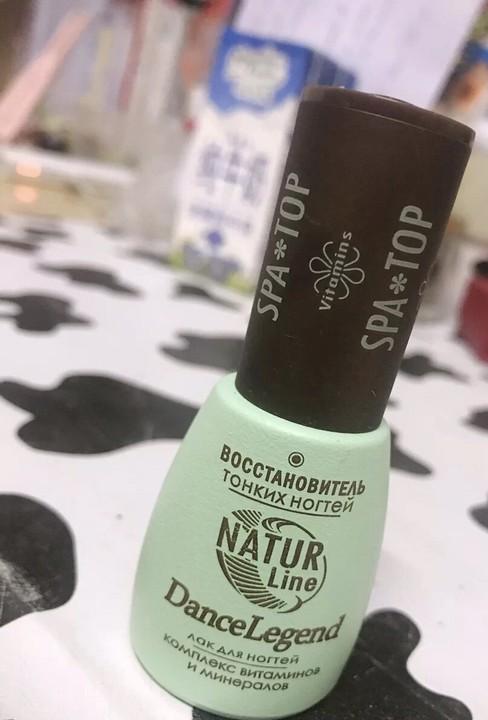 SPA*TOP
Vitamins
SPA*TOP
ВОССТАНОВИТЕЛЬ
ТОНКИХ НОГТЕЙ
NATUR
Line
DanceLegend
ЛАК ДЛЯ НОГТЕЙ
КОМПЛЕКС ВИТАМИНОВ
И МИНЕРАЛОВ